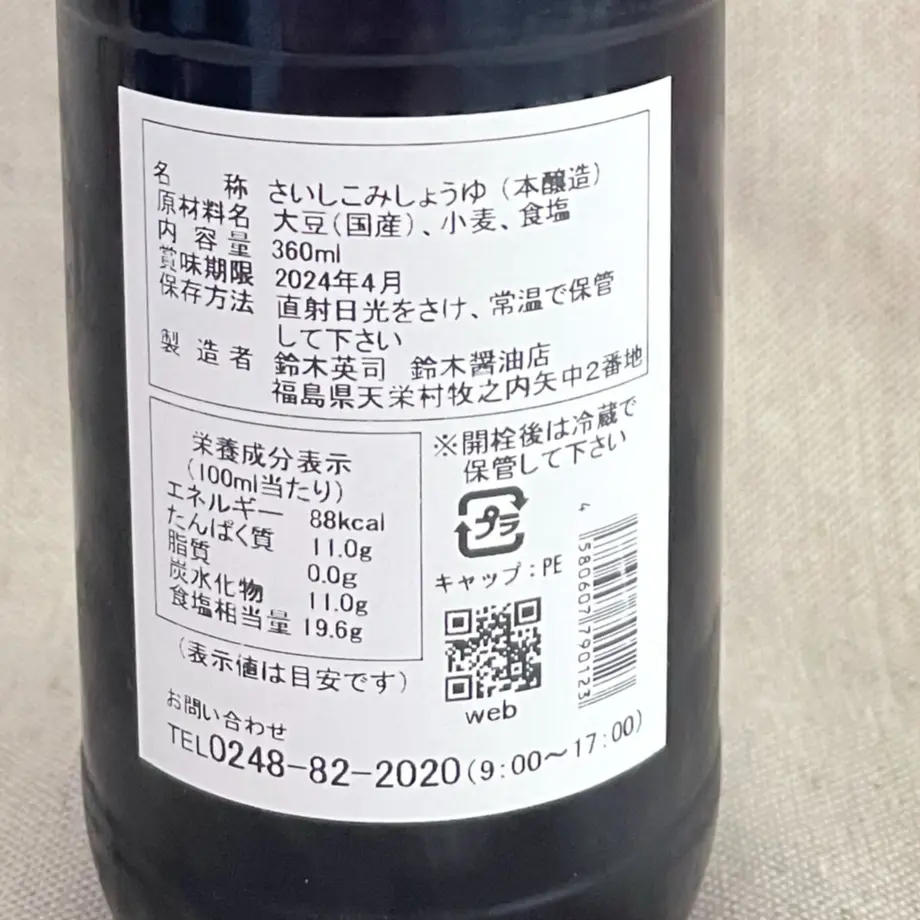 名称 さいしこみしょうゆ（本醸造）
原材料名 大豆（国産）、小麦、食塩
内容量 360ml
賞味期限 2024年4月
保存方法 直射日光をさけ、常温で保管
して下さい
製造者 鈴木英司 鈴木醤油店
福島県天栄村牧之内矢中2番地
栄養成分表示
（100ml当たり）
エネルギー 88kcal
たんぱく質 11.0g
脂質 0.0g
炭水化物 11.0g
食塩相当量 19.6g
（表示値は目安です）
※開栓後は冷蔵で
保管して下さい
プラ
キャップ：PE
web
4 580607 790123
お問い合わせ
TEL0248-82-2020（9:00～17:00）